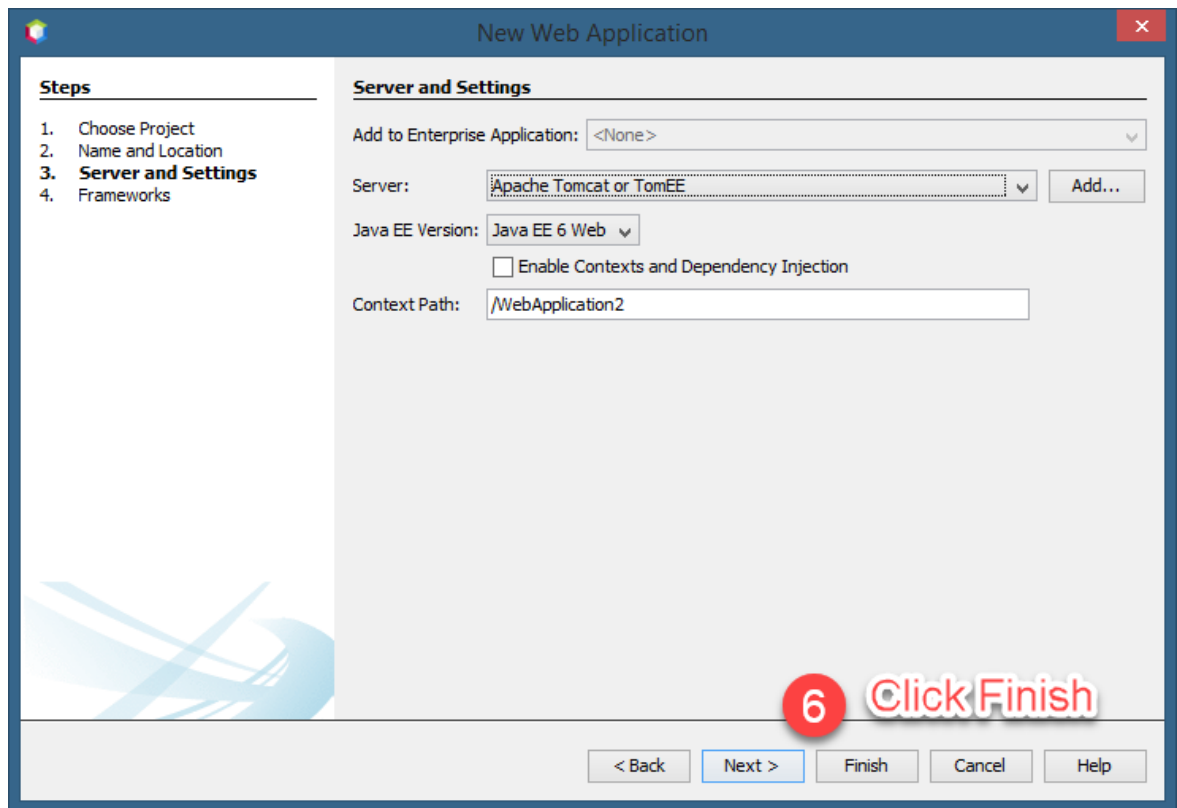 New Web Application
Steps
1. Choose Project
2. Name and Location
3. Server and Settings
4. Frameworks
Server and Settings
Add to Enterprise Application: <None>
Server: Apache Tomcat or TomEE Add...
Java EE Version: Java EE 6 Web
Enable Contexts and Dependency Injection
Context Path: /WebApplication2
6 Click Finish
< Back Next > Finish Cancel Help